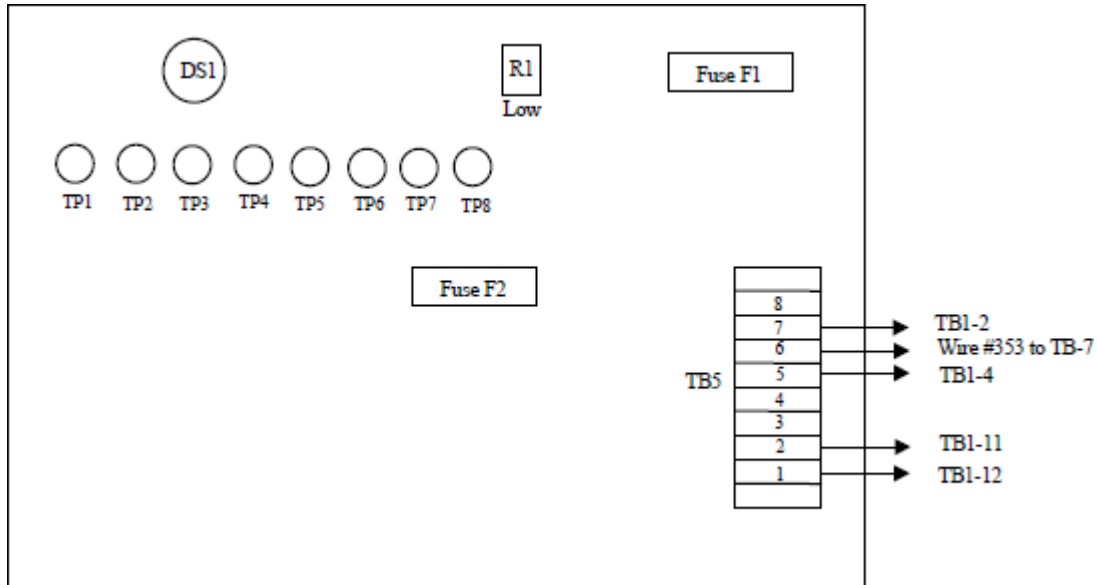 DS1
R1
Low
Fuse F1
TP1
TP2
TP3
TP4
TP5
TP6
TP7
TP8
Fuse F2
TB5
8
7
6
5
4
3
2
1
TB1-2
Wire #353 to TB-7
TB1-4
TB1-11
TB1-12